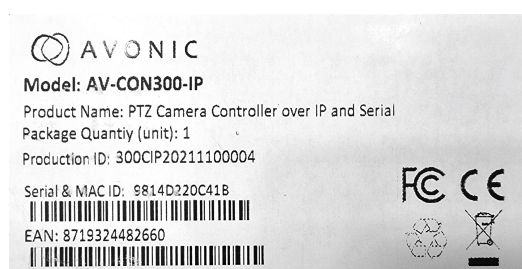 AVONIC
Model: AV-CON300-IP
Product Name: PTZ Camera Controller over IP and Serial
Package Quantiy (unit): 1
Production ID: 300CIP20211100004
Serial & MAC ID: 9814D220C41B
EAN: 8719324482660
FC CE